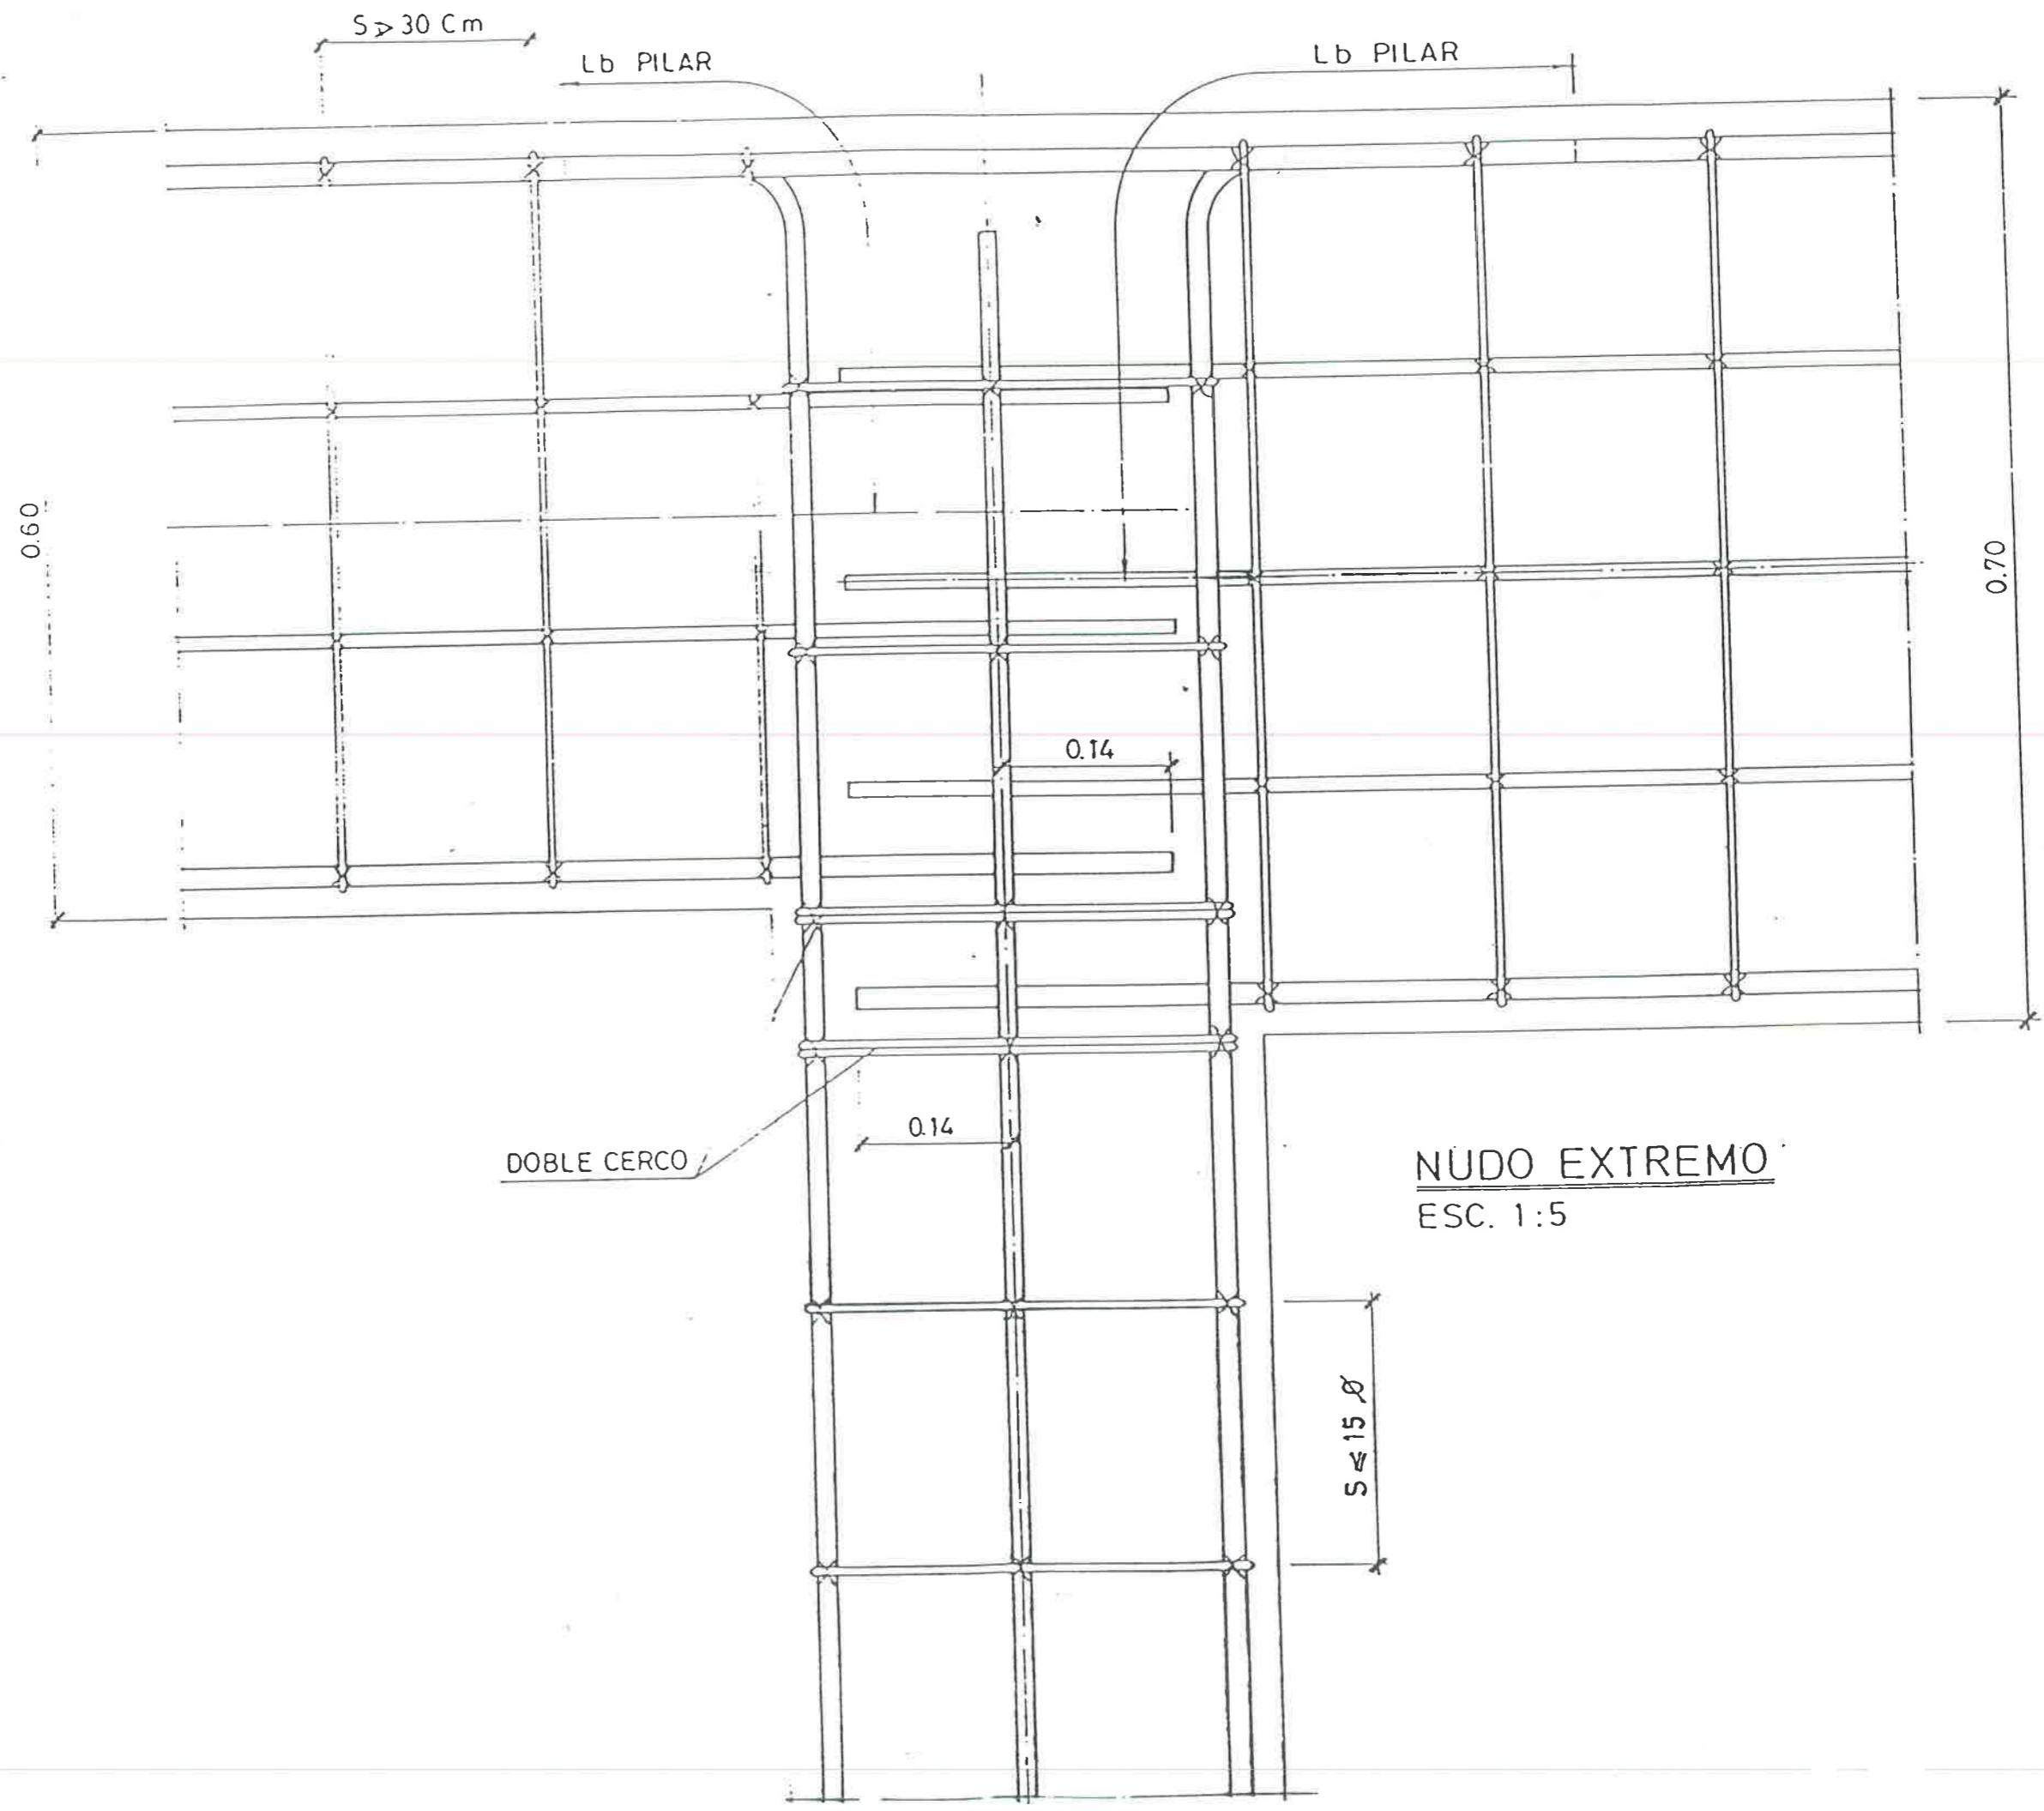 S≯30 Cm
Lb PILAR
Lb PILAR
0.60
0.70
0.14
0.14
DOBLE CERCO
NUDO EXTREMO
ESC. 1:5
S≤15 Ø